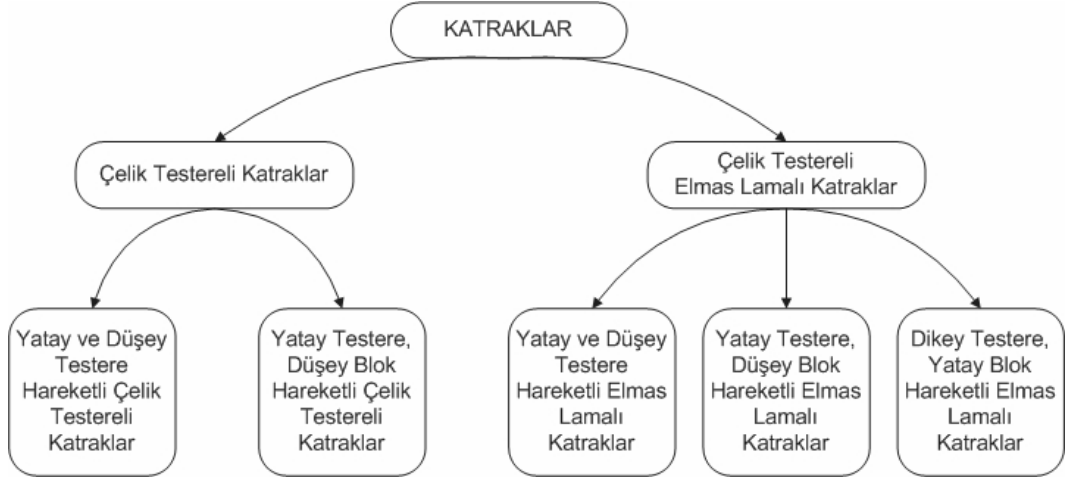 KATRAKLAR
Çelik Testereli Katraklar
Çelik Testereli
Elmas Lamalı Katraklar
Yatay ve Düşey
Testere
Hareketli Çelik
Testereli
Katraklar
Yatay Testere,
Düşey Blok
Hareketli Çelik
Testereli
Katraklar
Yatay ve Düşey
Testere
Hareketli Elmas
Lamalı
Katraklar
Yatay Testere,
Düşey Blok
Hareketli Elmas
Lamalı
Katraklar
Dikey Testere,
Yatay Blok
Hareketli Elmas
Lamalı
Katraklar